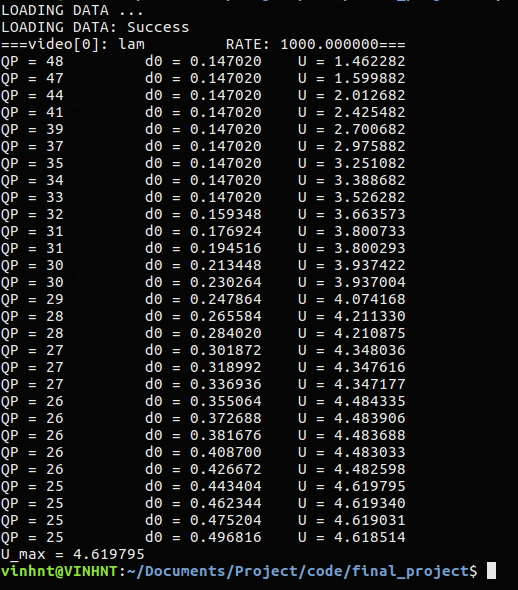 LOADING DATA ...
LOADING DATA: Success
===video[0]: lam RATE: 1000.000000===
QP = 48 d0 = 0.147020 U = 1.462282
QP = 47 d0 = 0.147020 U = 1.599882
QP = 44 d0 = 0.147020 U = 2.012682
QP = 41 d0 = 0.147020 U = 2.425482
QP = 39 d0 = 0.147020 U = 2.700682
QP = 37 d0 = 0.147020 U = 2.975882
QP = 35 d0 = 0.147020 U = 3.251082
QP = 34 d0 = 0.147020 U = 3.388682
QP = 33 d0 = 0.147020 U = 3.526282
QP = 32 d0 = 0.159348 U = 3.663573
QP = 31 d0 = 0.176924 U = 3.800733
QP = 31 d0 = 0.194516 U = 3.800293
QP = 30 d0 = 0.213448 U = 3.937422
QP = 30 d0 = 0.230264 U = 3.937004
QP = 29 d0 = 0.247864 U = 4.074168
QP = 28 d0 = 0.265584 U = 4.211330
QP = 28 d0 = 0.284020 U = 4.210875
QP = 27 d0 = 0.301872 U = 4.348036
QP = 27 d0 = 0.318992 U = 4.347616
QP = 27 d0 = 0.336936 U = 4.347177
QP = 26 d0 = 0.355064 U = 4.484335
QP = 26 d0 = 0.372688 U = 4.483906
QP = 26 d0 = 0.381676 U = 4.483688
QP = 26 d0 = 0.408700 U = 4.483033
QP = 26 d0 = 0.426672 U = 4.482598
QP = 25 d0 = 0.443404 U = 4.619795
QP = 25 d0 = 0.462344 U = 4.619340
QP = 25 d0 = 0.475204 U = 4.619031
QP = 25 d0 = 0.496816 U = 4.618514
U_max = 4.619795
vinhnt@VINHNT:~/Documents/Project/code/final_project$